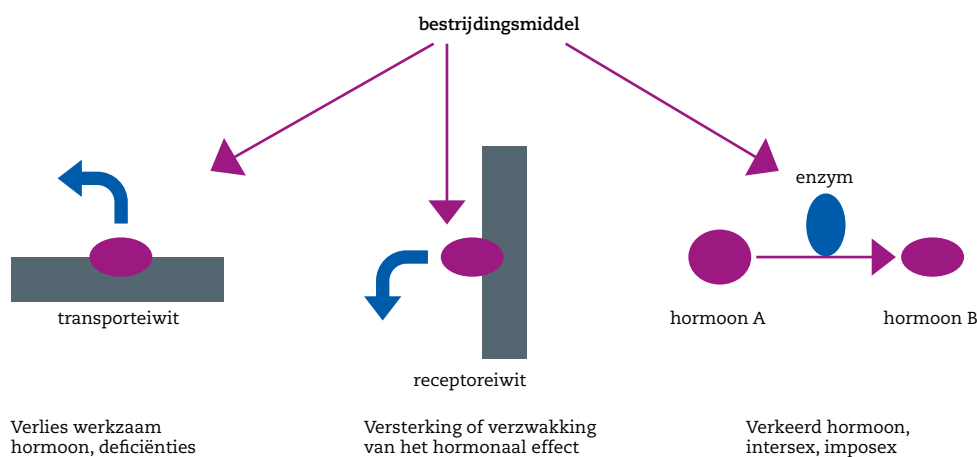 bestrijdingsmiddel
enzym
transporteiwit
hormoon A
hormoon B
receptoreiwit
Verlies werkzaam
hormoon, deficiënties
Versterking of verzwakking
van het hormonaal effect
Verkeerd hormoon,
intersex, imposex